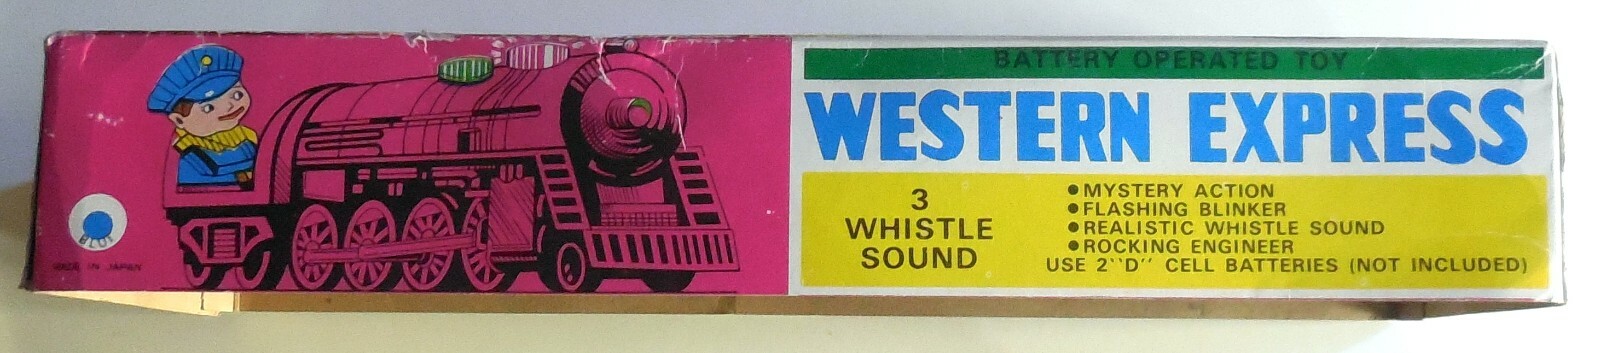 BATTERY OPERATED TOY
WESTERN EXPRESS
3
WHISTLE
SOUND
●MYSTERY ACTION
●FLASHING BLINKER
●REALISTIC WHISTLE SOUND
●ROCKING ENGINEER
USE 2"D" CELL BATTERIES (NOT INCLUDED)
BLUE
MADE IN JAPAN